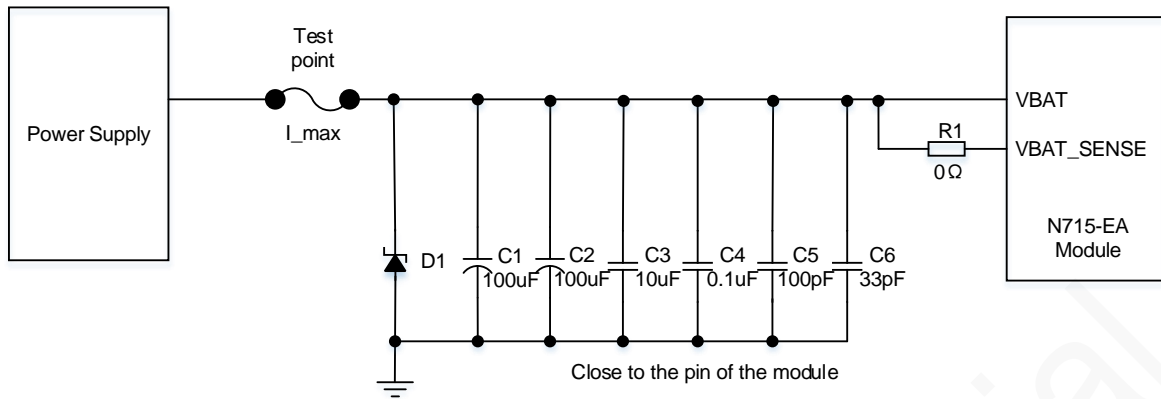 Test
point
Power Supply
I_max
VBAT
R1
VBAT_SENSE
0Ω
N715-EA
Module
D1
C1
100uF
C2
100uF
C3
10uF
C4
0.1uF
C5
100pF
C6
33pF
Close to the pin of the module